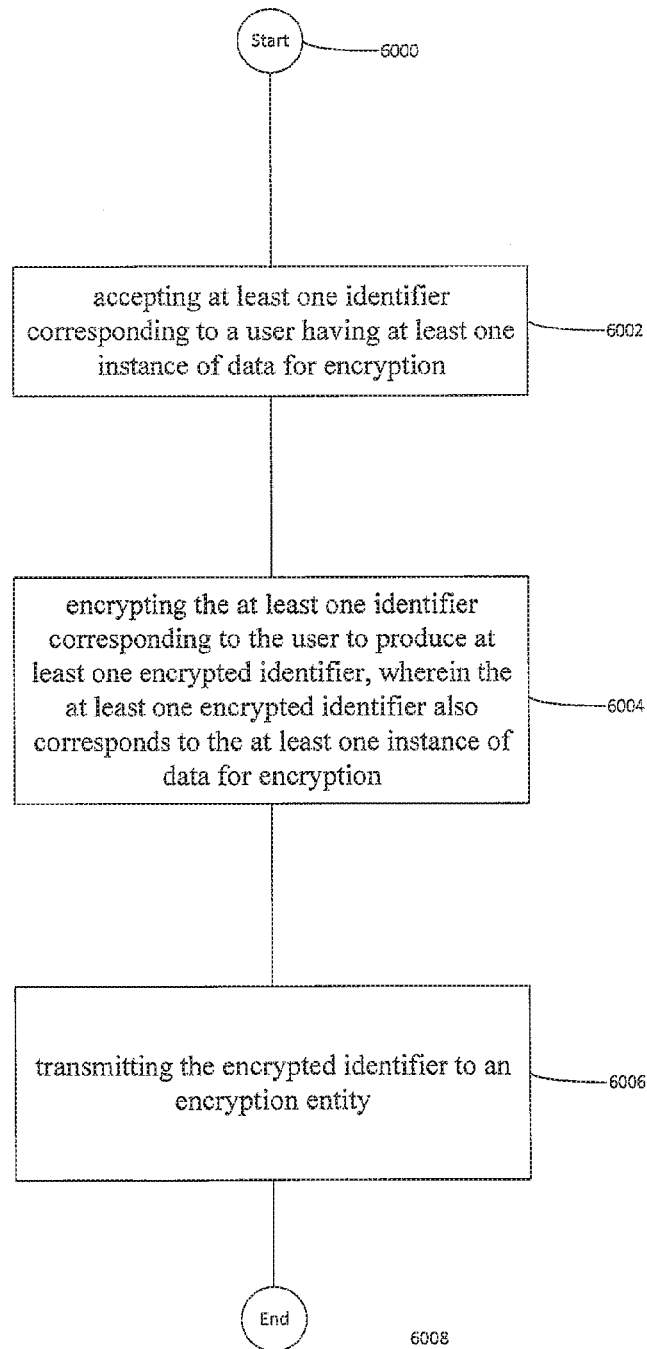 Start
6000
accepting at least one identifier
corresponding to a user having at least one
instance of data for encryption
6002
encrypting the at least one identifier
corresponding to the user to produce at
least one encrypted identifier, wherein the
at least one encrypted identifier also
corresponds to the at least one instance of
data for encryption
6004
transmitting the encrypted identifier to an
encryption entity
6006
End
6008